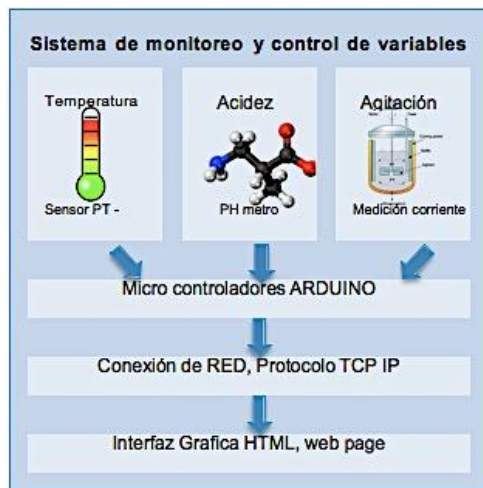 Sistema de monitoreo y control de variables
Temperatura
Sensor PT -
Acidez
PH metro
Agitación
Medición corriente
Micro controladores ARDUINO
Conexión de RED, Protocolo TCP IP
Interfaz Grafica HTML, web page